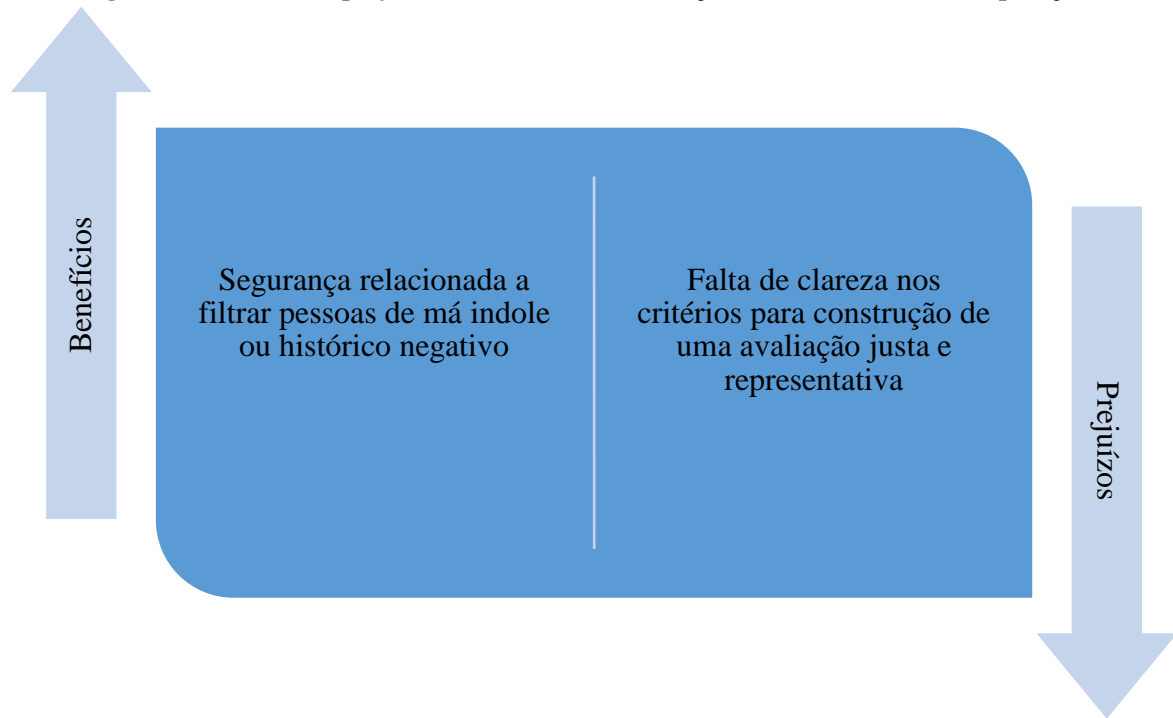 Benefícios
Segurança relacionada a
filtrar pessoas de má indole
ou histórico negativo
Falta de clareza nos
critérios para construção de
uma avaliação justa e
representativa
Prejuízos